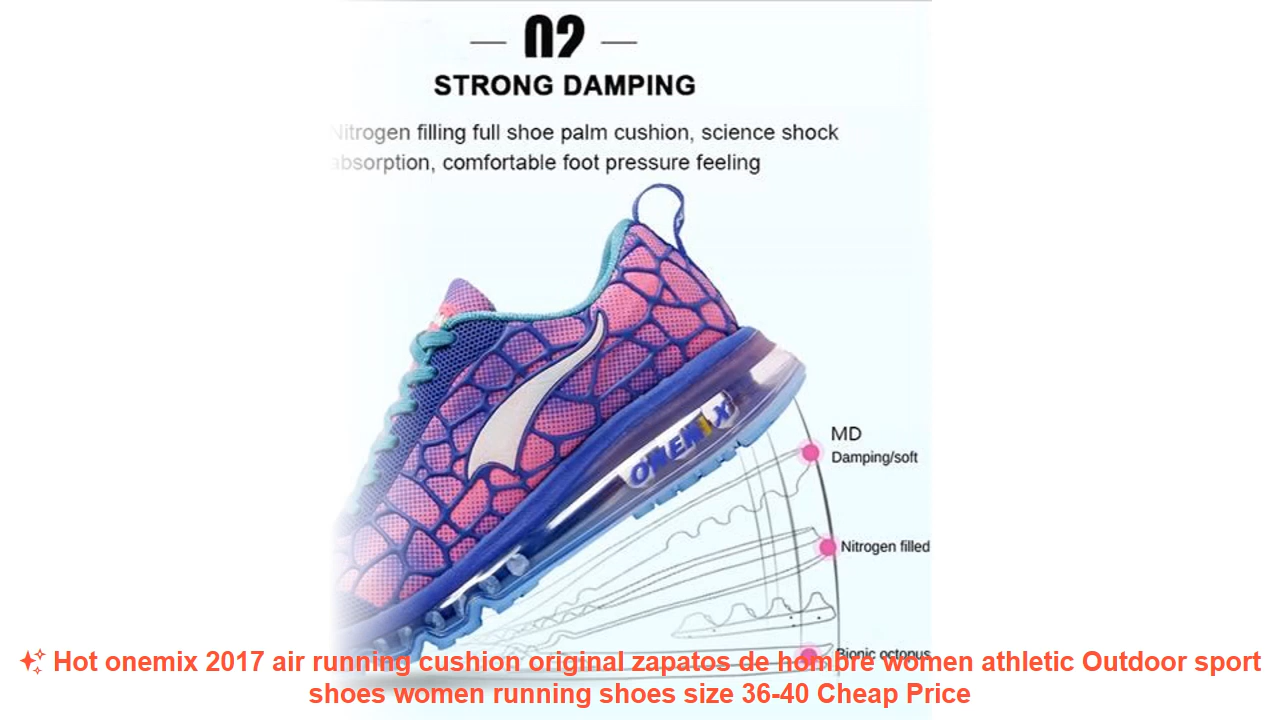 02
STRONG DAMPING
Nitrogen filling full shoe palm cushion, science shock
absorption, comfortable foot pressure feeling
ONEMIX
MD
Damping/soft
Nitrogen filled
Bionic octopus
Hot onemix 2017 air running cushion original zapatos de hombre women athletic Outdoor sport
shoes women running shoes size 36-40 Cheap Price